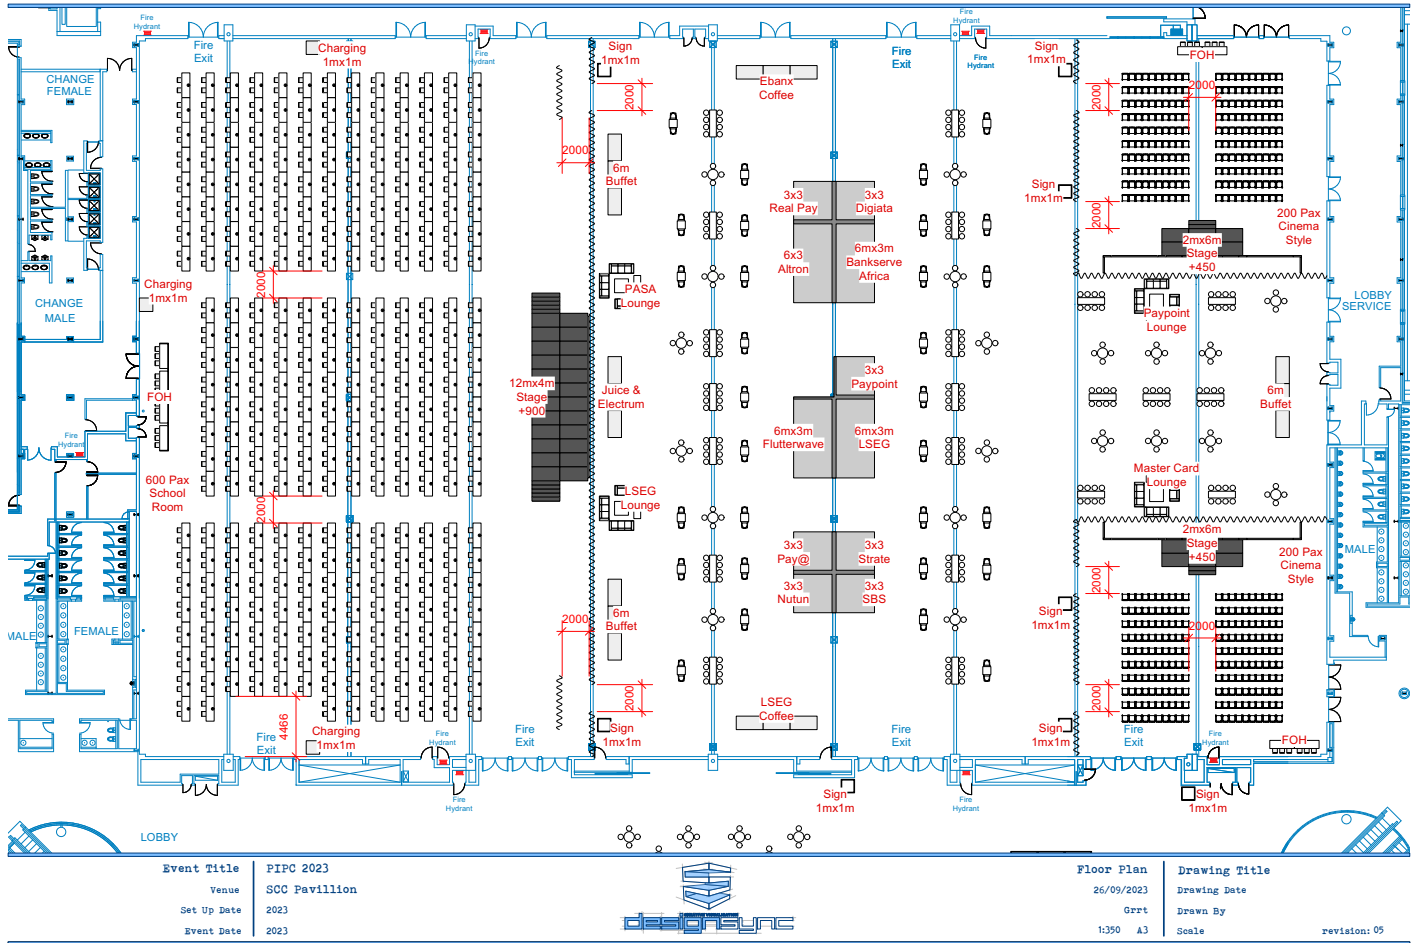 Fire
Hydrant
Fire
Exit
Charging
1mx1m
Fire
Hydrant
Sign
1mx1m
Fire
Exit
Fire
Hydrant
Fire
Hydrant
Sign
1mx1m
FOH
CHANGE
FEMALE
2000
Ebanx
Coffee
2000
2000
2000
6m
Buffet
3x3
Real Pay
3x3
Digiata
Sign
1mx1m
2000
200 Pax
Cinema
Style
6x3
Altron
6mx3m
Bankserve
Africa
2mx6m
Stage
+450
Charging
1mx1m
2000
PASA
Lounge
CHANGE
MALE
LOBBY
SERVICE
Paypoint
Lounge
12mx4m
Stage
+900
Juice &
Electrum
3x3
Paypoint
6m
Buffet
FOH
Fire
Hydrant
6mx3m
Flutterwave
6mx3m
LSEG
600 Pax
School
Room
2000
LSEG
Lounge
Master Card
Lounge
2mx6m
Stage
+450
200 Pax
Cinema
Style
MALE
3x3
Pay@
3x3
Strate
3x3
Nutun
3x3
SBS
2000
Sign
1mx1m
MALE
FEMALE
2000
6m
Buffet
2000
2000
2000
4466
LSEG
Coffee
Fire
Exit
Charging
1mx1m
Fire
Hydrant
Fire
Exit
Sign
1mx1m
Fire
Exit
Sign
1mx1m
Fire
Exit
Fire
Hydrant
FOH
Fire
Hydrant
Sign
1mx1m
Fire
Hydrant
Sign
1mx1m
LOBBY
Event Title PIPC 2023
Venue SCC Pavillion
Set Up Date 2023
Event Date 2023
designsync
Floor Plan Drawing Title
26/09/2023 Drawing Date
Grrt Drawn By
1:350 A3 Scale revision: 05